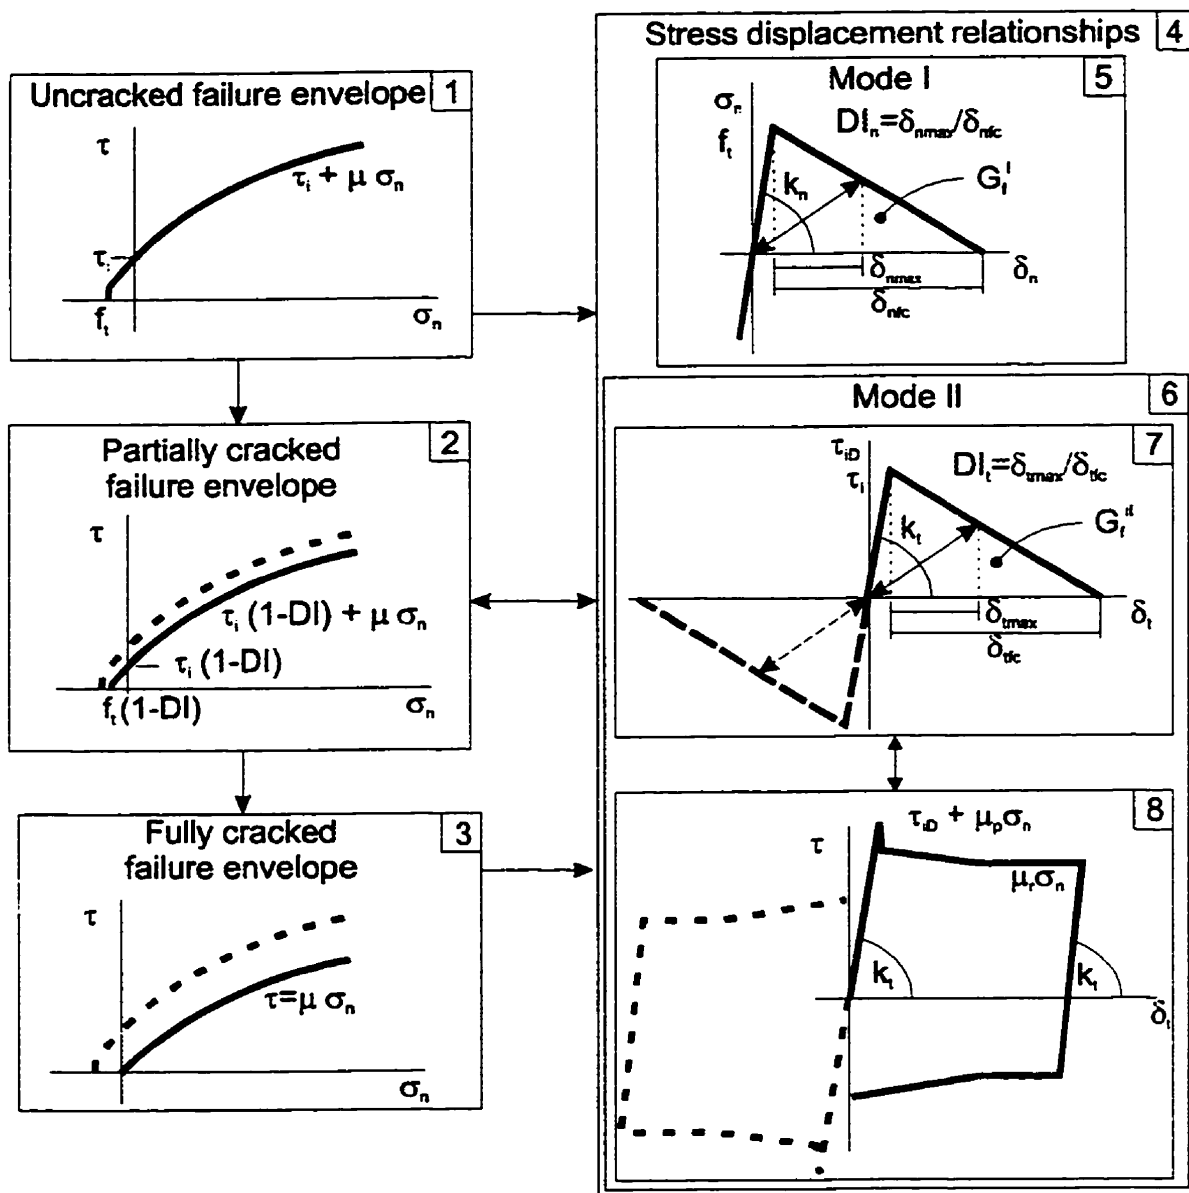 Uncracked failure envelope 1
τ
τᵢ + μ σₙ
τᵢ
fₜ
σₙ
Partially cracked 2
failure envelope
τ
τᵢ (1-DI) + μ σₙ
τᵢ (1-DI)
fₜ(1-DI)
σₙ
Fully cracked 3
failure envelope
τ
τ=μ σₙ
σₙ
Stress displacement relationships 4
Mode I 5
σₙ
DIₙ=δnmax/δnfc
fₜ
kₙ
G_f^I
δnmax
δₙ
δnfc
Mode II 6
7
τiD
DIₜ=δtmax/δtfc
τᵢ
kₜ
G_f^II
δtmax
δₜ
δtfc
8
τiD + μₚσₙ
τ
μᵣσₙ
kₜ
kₜ
δₜ